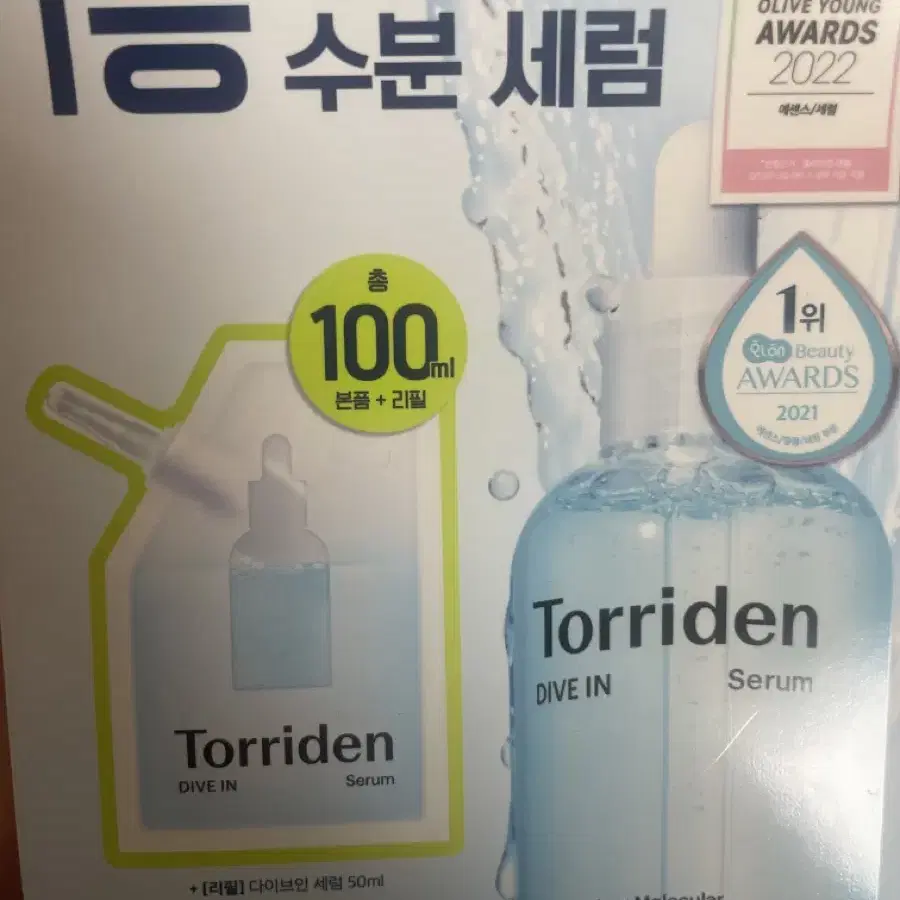 수분 세럼
OLIVE YOUNG
AWARDS
2022
에센스/세럼
총
100ml
본품 + 리필
1위
Beauty
AWARDS
2021
Torriden
DIVE IN Serum
Torriden
DIVE IN Serum
+ [리필] 다이브인 세럼 50ml
Molecular